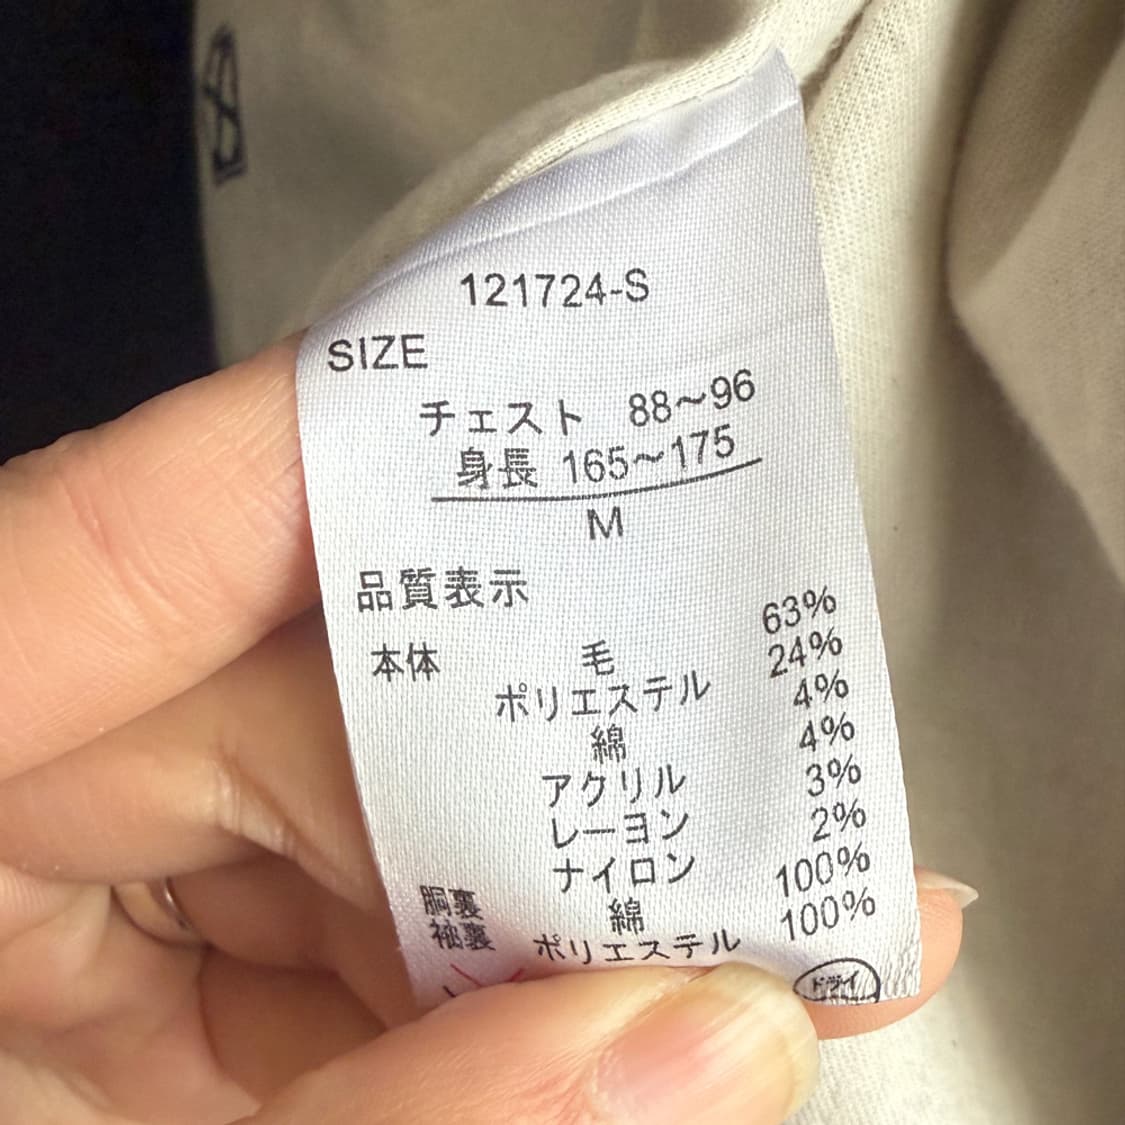 121724-S
SIZE
チェスト 88～96
身長 165～175
M
品質表示
本体 毛 63%
ポリエステル 24%
綿 4%
アクリル 4%
レーヨン 3%
ナイロン 2%
胴裏 綿 100%
袖裏 ポリエステル 100%
ドライ